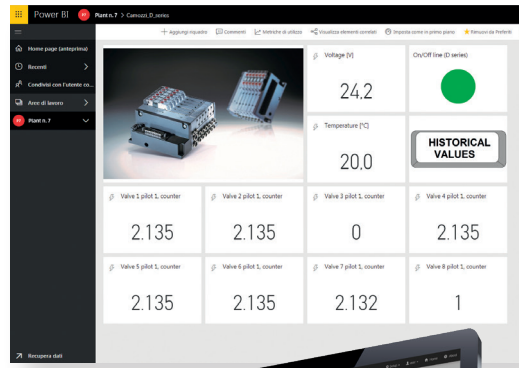 Power BI
Plant n. 7 > Camozzi_D_series
Aggiungi riquadro
Commenti
Metriche di utilizzo
Visualizza elementi correlati
Imposta come in primo piano
Rimuovi da Preferiti
Home page (anteprima)
Recenti
Condivisi con l'utente co...
Aree di lavoro
Plant n. 7
Recupera dati
Voltage [V]
24,2
On/Off line (D series)
Temperature [°C]
20,0
HISTORICAL
VALUES
Valve 1 pilot 1, counter
2.135
Valve 2 pilot 1, counter
2.135
Valve 3 pilot 1, counter
0
Valve 4 pilot 1, counter
2.135
Valve 5 pilot 1, counter
2.135
Valve 6 pilot 1, counter
2.135
Valve 7 pilot 1, counter
2.132
Valve 8 pilot 1, counter
1